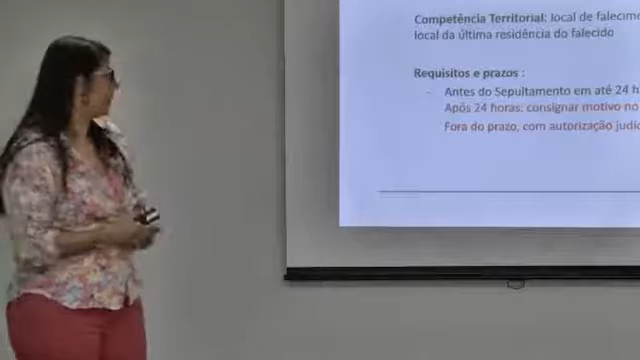 Competência Territorial: local de falecime
local da última residência do falecido
Requisitos e prazos :
- Antes do Sepultamento em até 24 h
Após 24 horas: consignar motivo no
Fora do prazo, com autorização judic